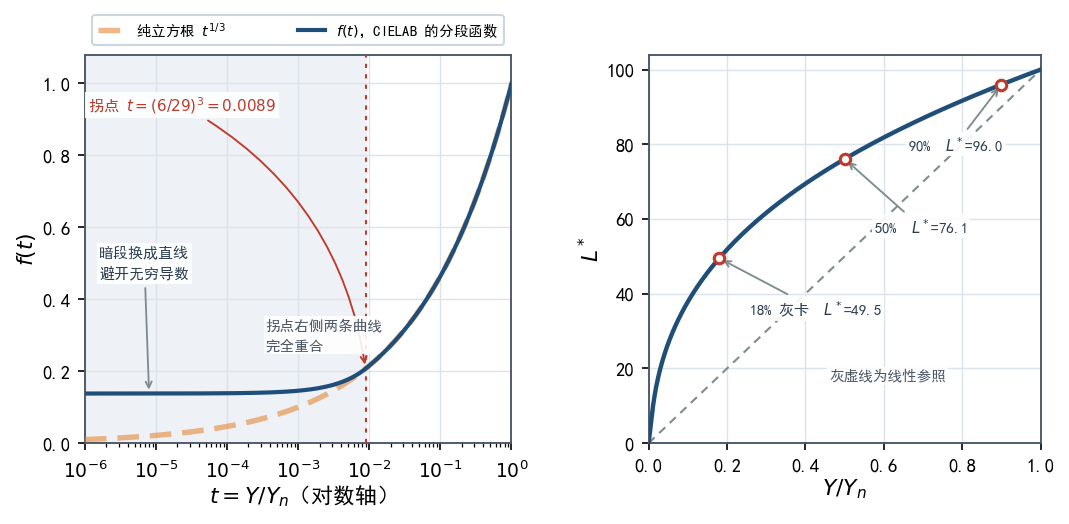 纯立方根 t^{1/3}
f(t), CIELAB 的分段函数
拐点 t = (6/29)^3 = 0.0089
暗段换成直线
避开无穷导数
拐点右侧两条曲线
完全重合
f(t)
1.0
0.8
0.6
0.4
0.2
0.0
10^{-6}
10^{-5}
10^{-4}
10^{-3}
10^{-2}
10^{-1}
10^{0}
t = Y/Y_n（对数轴）
L*
100
80
60
40
20
0
90% L*=96.0
50% L*=76.1
18% 灰卡 L*=49.5
灰虚线为线性参照
0.0
0.2
0.4
0.6
0.8
1.0
Y/Y_n